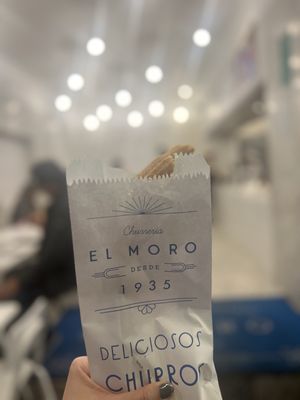 Churrería
EL MORO
DESDE
1935
DELICIOSOS
CHURROS